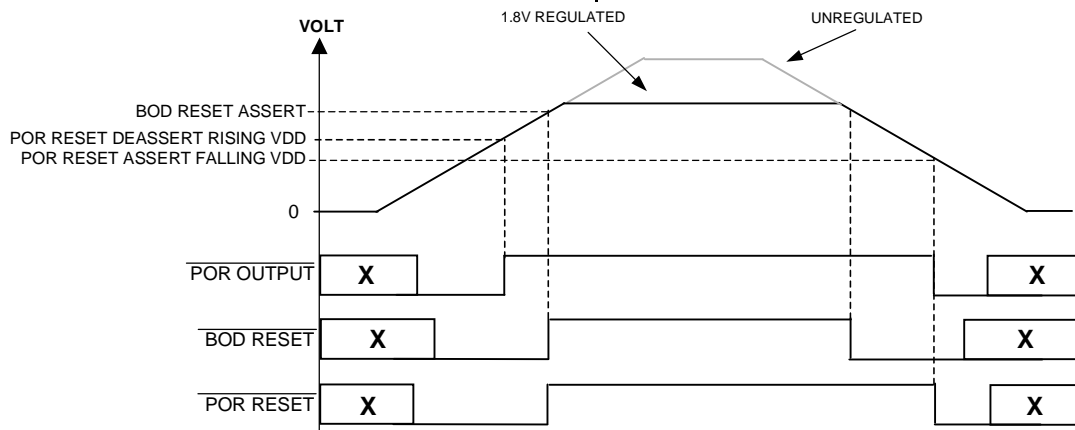 1.8V REGULATED
UNREGULATED
VOLT
BOD RESET ASSERT
POR RESET DEASSERT RISING VDD
POR RESET ASSERT FALLING VDD
0
POR OUTPUT
X
X
BOD RESET
X
X
POR RESET
X
X